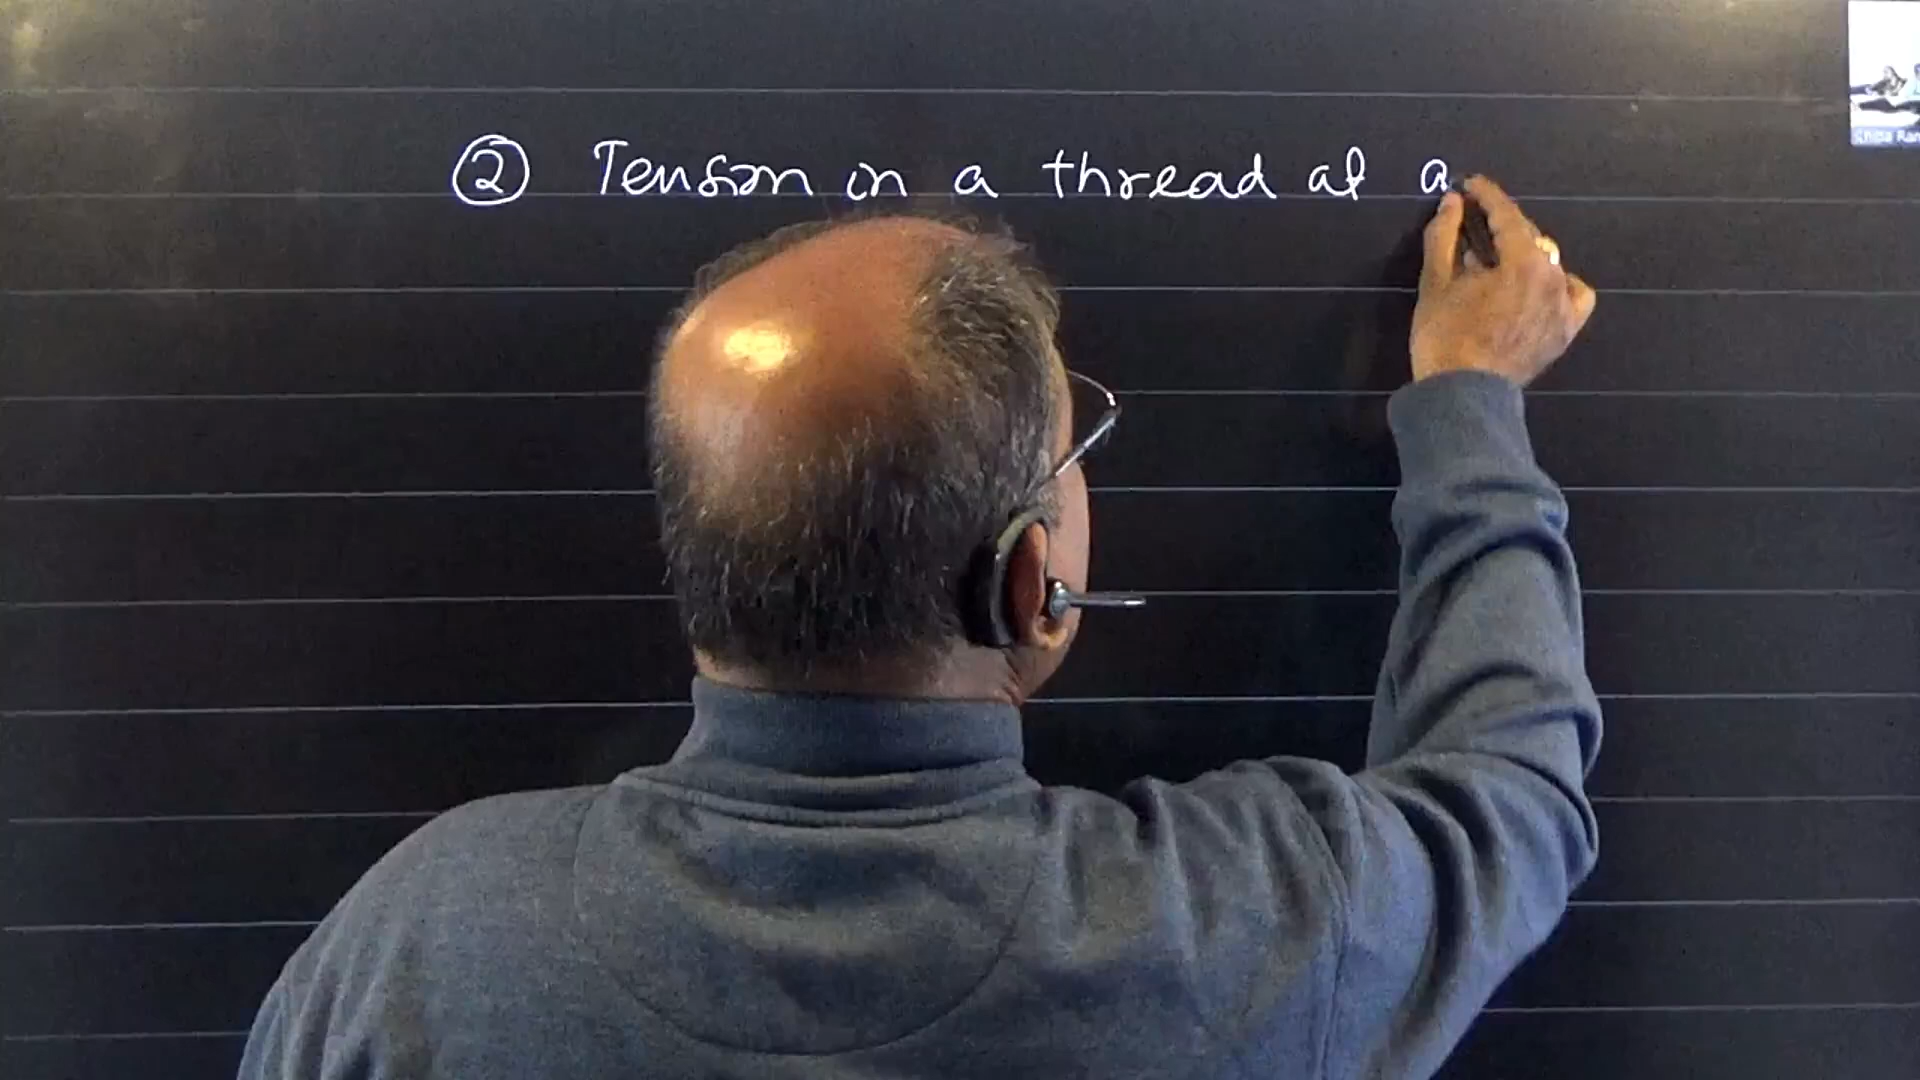 ② Tension in a thread at a